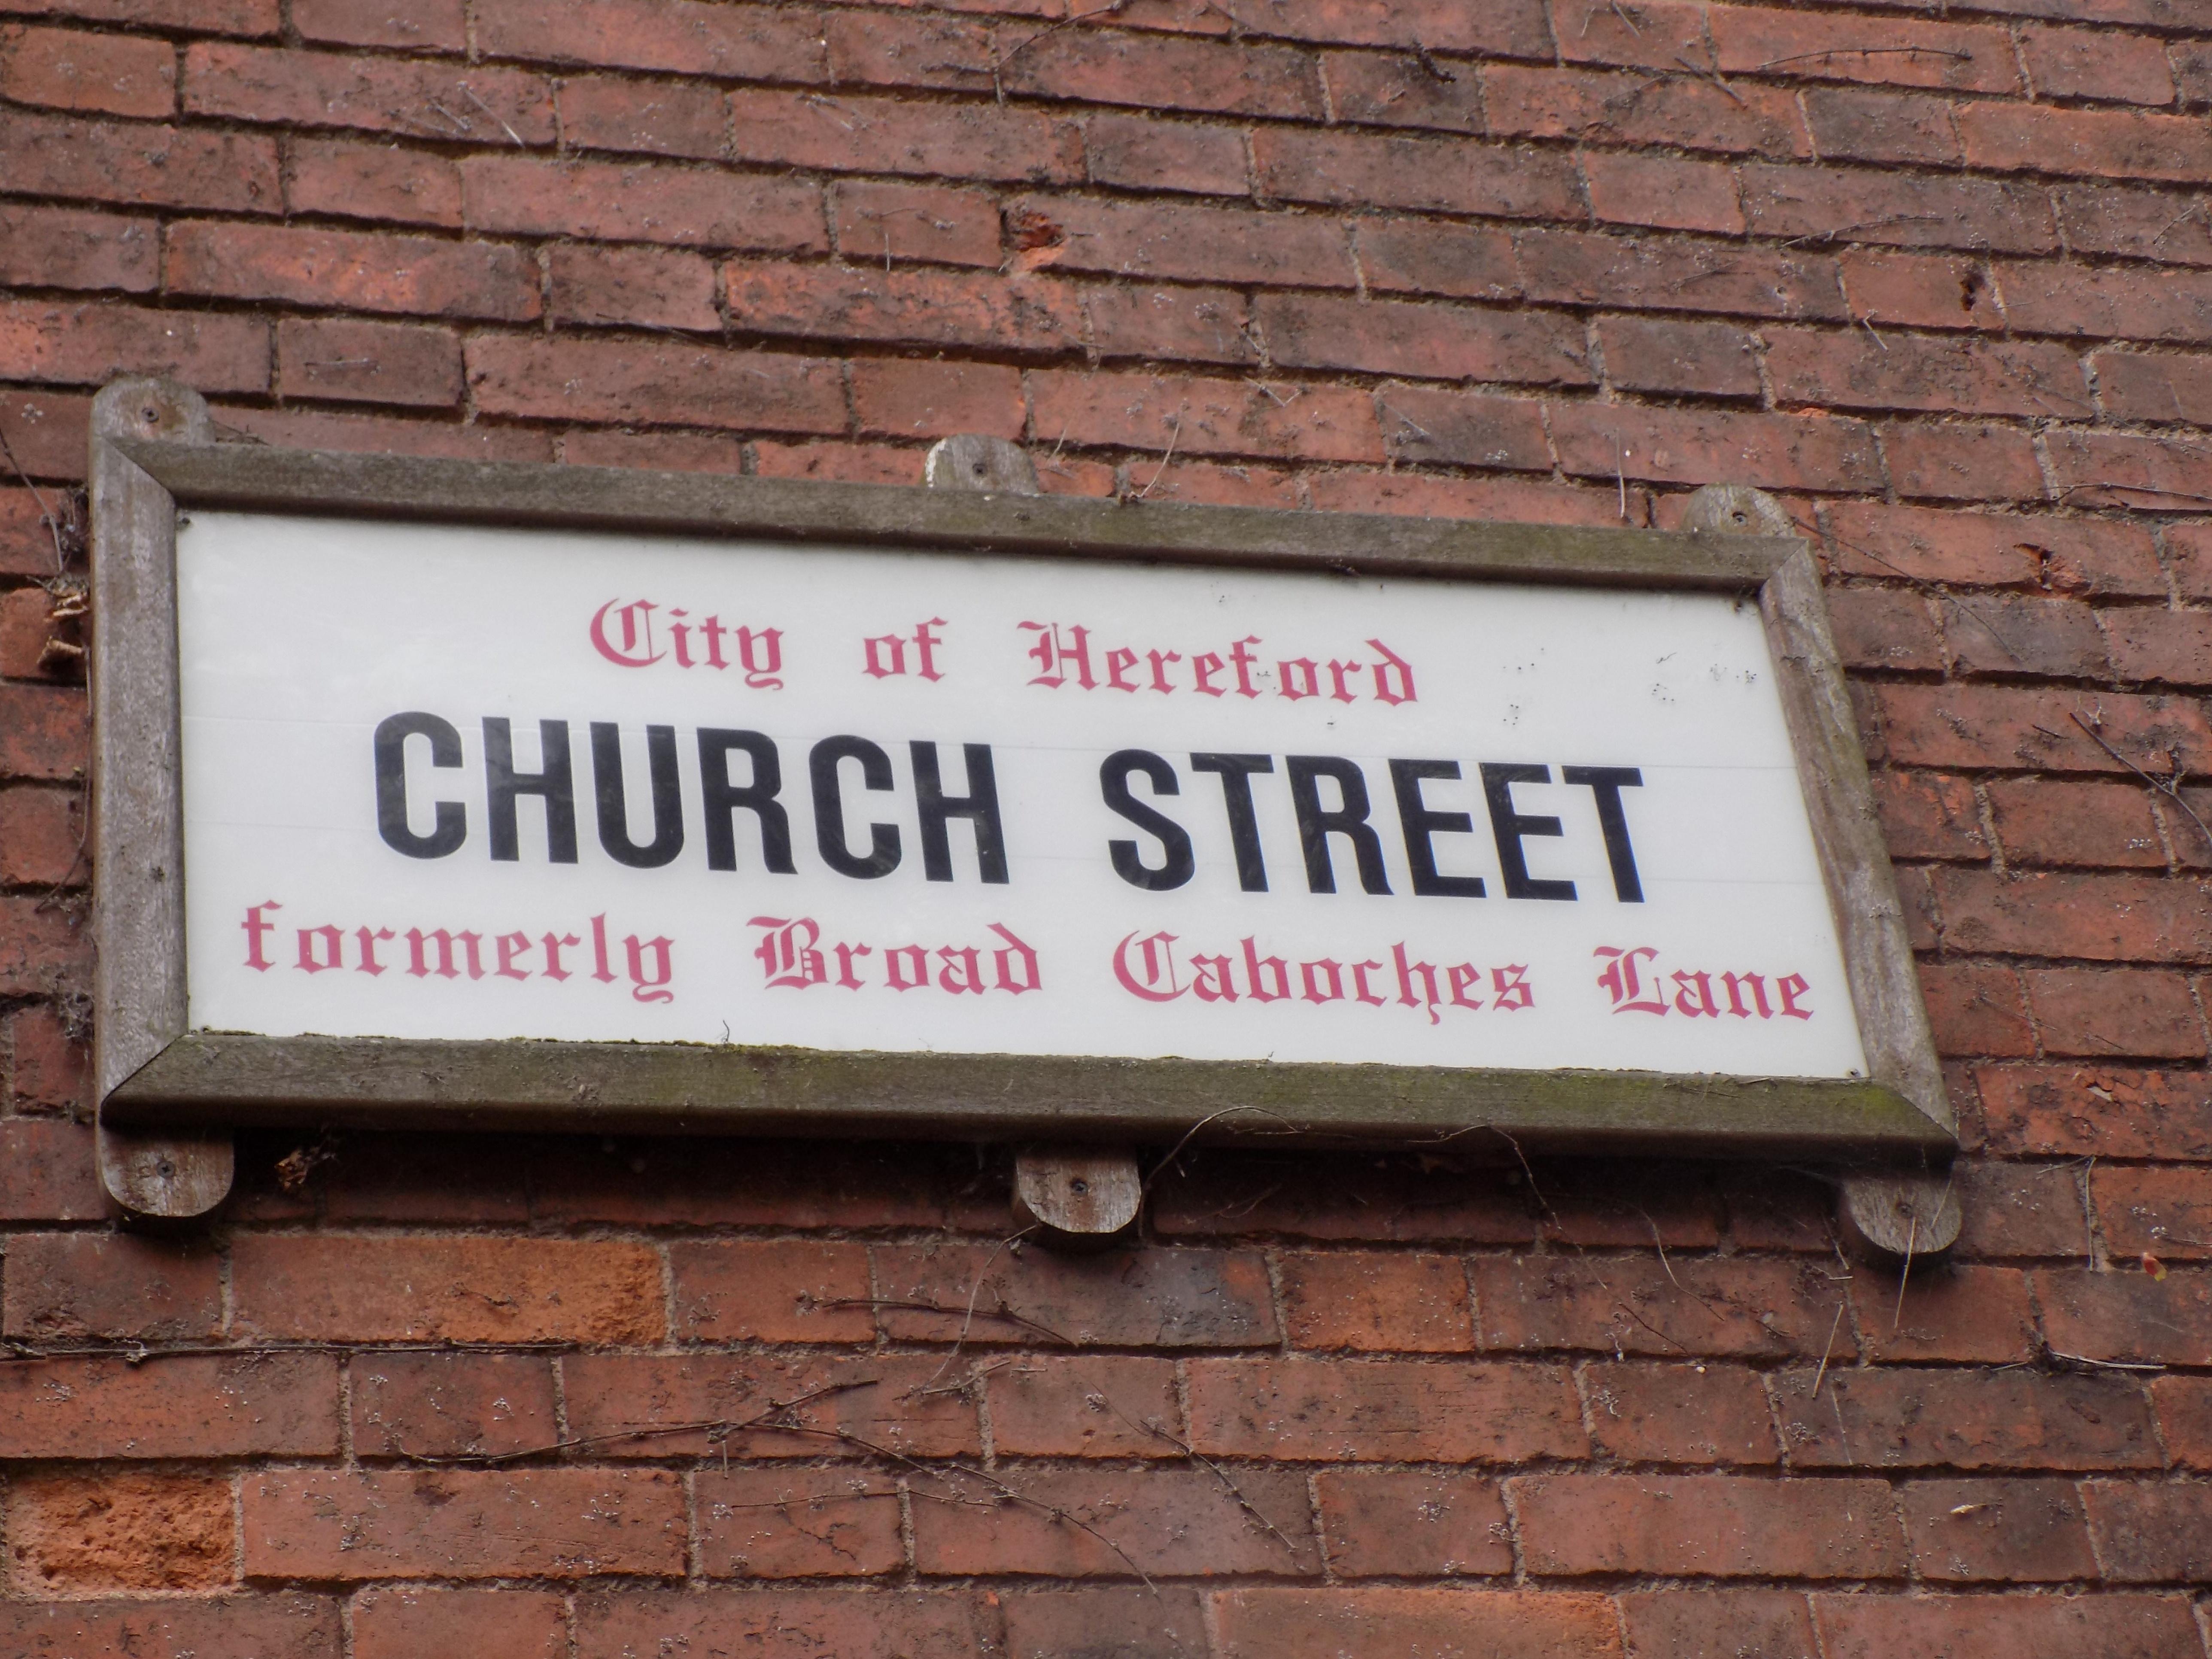 City of Hereford
CHURCH STREET
formerly Broad Caboches Lane